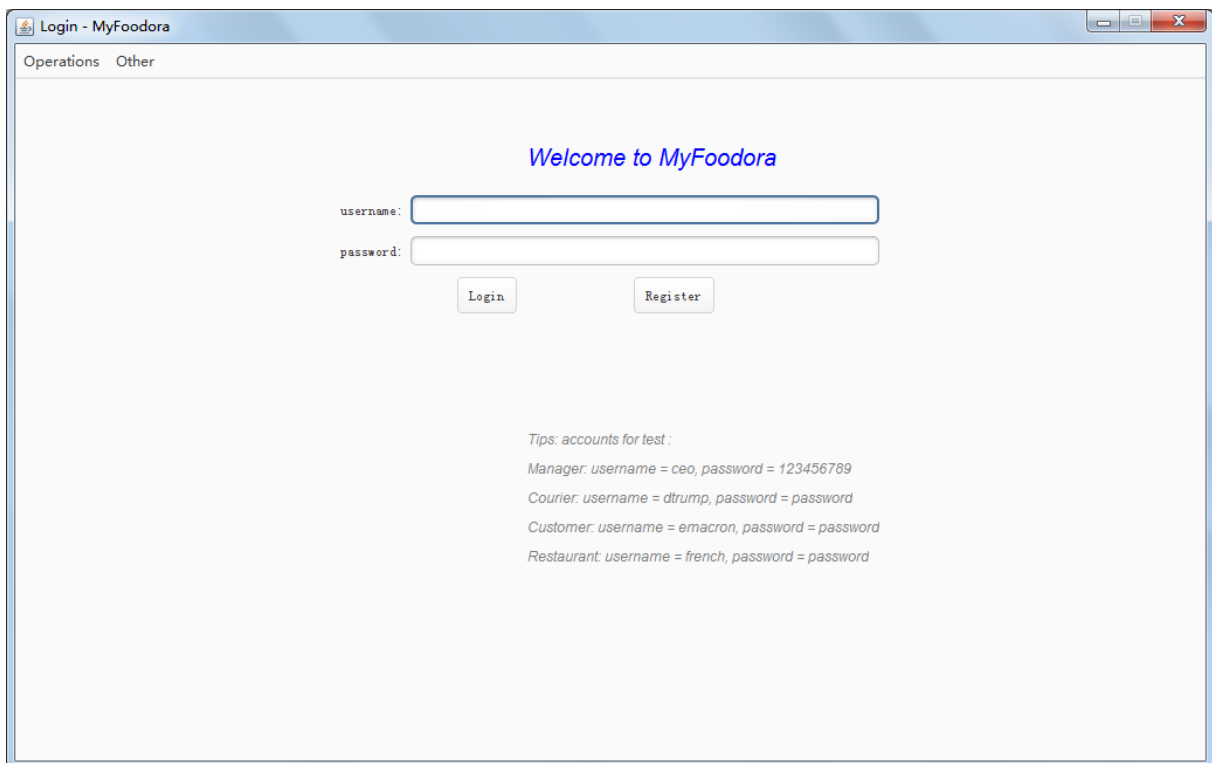 Login - MyFoodora
Operations Other
Welcome to MyFoodora
username:
password:
Login Register
Tips: accounts for test :
Manager: username = ceo, password = 123456789
Courier: username = dtrump, password = password
Customer: username = emacron, password = password
Restaurant: username = french, password = password